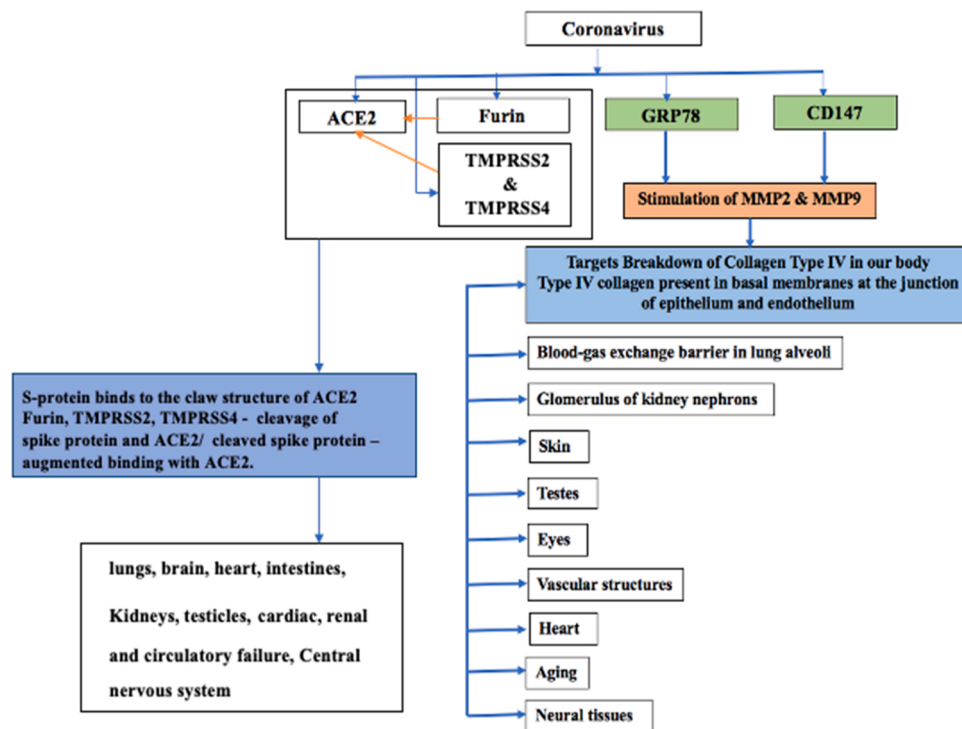 Coronavirus
ACE2
Furin
GRP78
CD147
TMPRSS2
&
TMPRSS4
Stimulation of MMP2 & MMP9
Targets Breakdown of Collagen Type IV in our body
Type IV collagen present in basal membranes at the junction
of epithelium and endothelium
Blood-gas exchange barrier in lung alveoli
Glomerulus of kidney nephrons
Skin
Testes
Eyes
Vascular structures
Heart
Aging
Neural tissues
S-protein binds to the claw structure of ACE2
Furin, TMPRSS2, TMPRSS4 - cleavage of
spike protein and ACE2/ cleaved spike protein –
augmented binding with ACE2.
lungs, brain, heart, intestines,
Kidneys, testicles, cardiac, renal
and circulatory failure, Central
nervous system